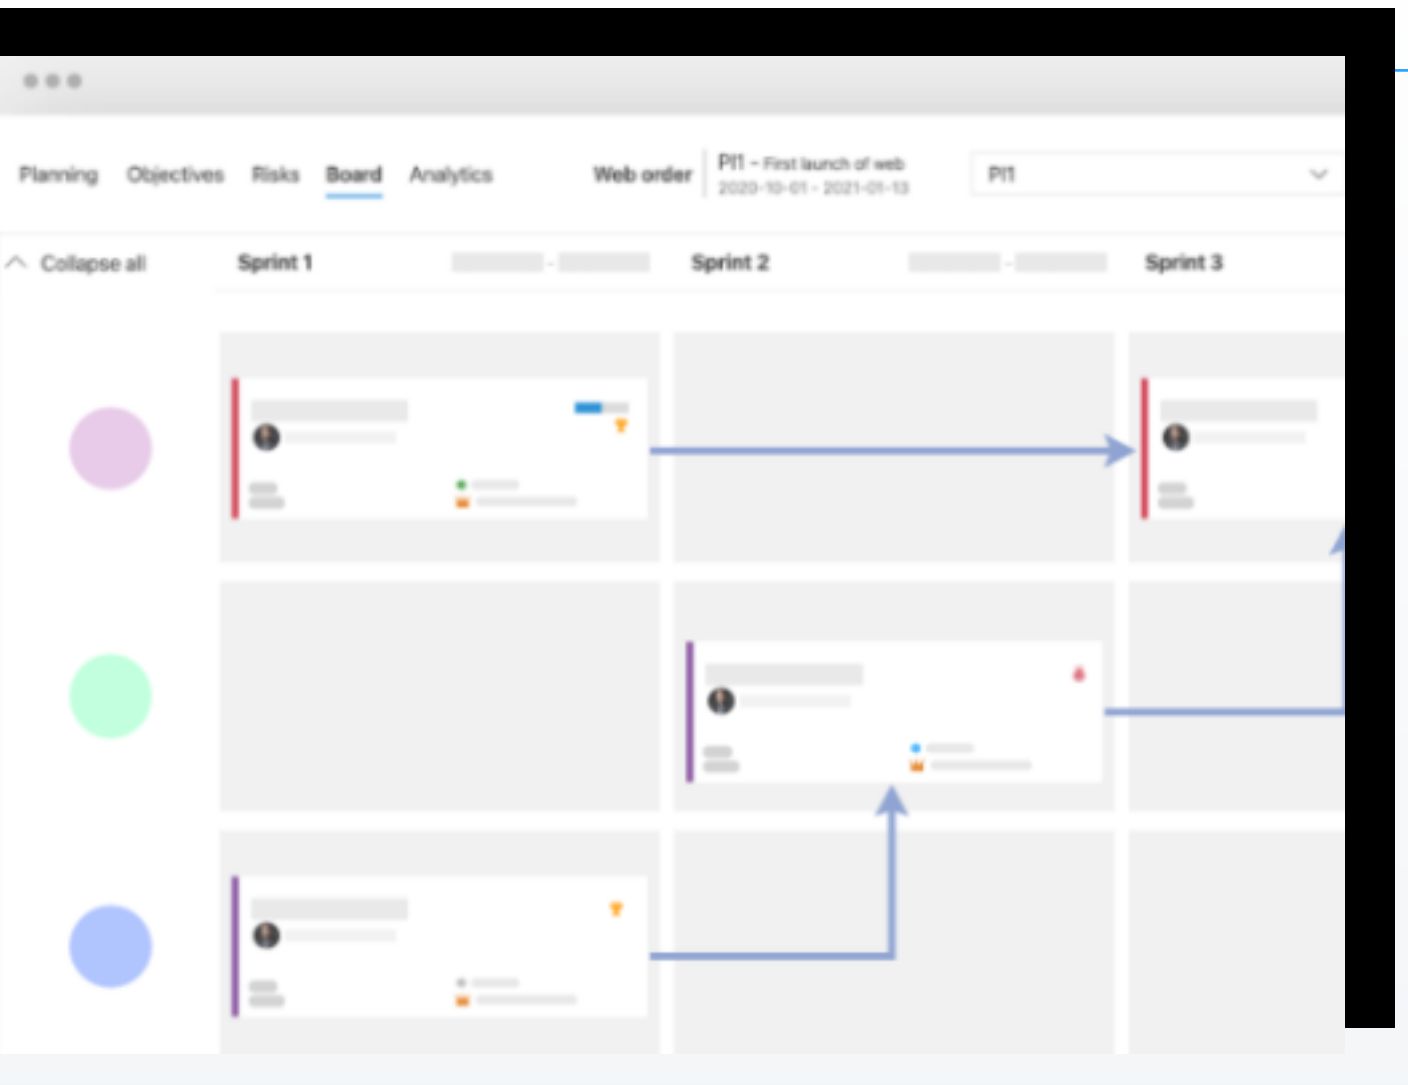 Planning Objectives Risks Board Analytics
Web order
PI1 – First launch of web
2020-10-01 - 2021-01-13
PI1
Collapse all
Sprint 1
Sprint 2
Sprint 3